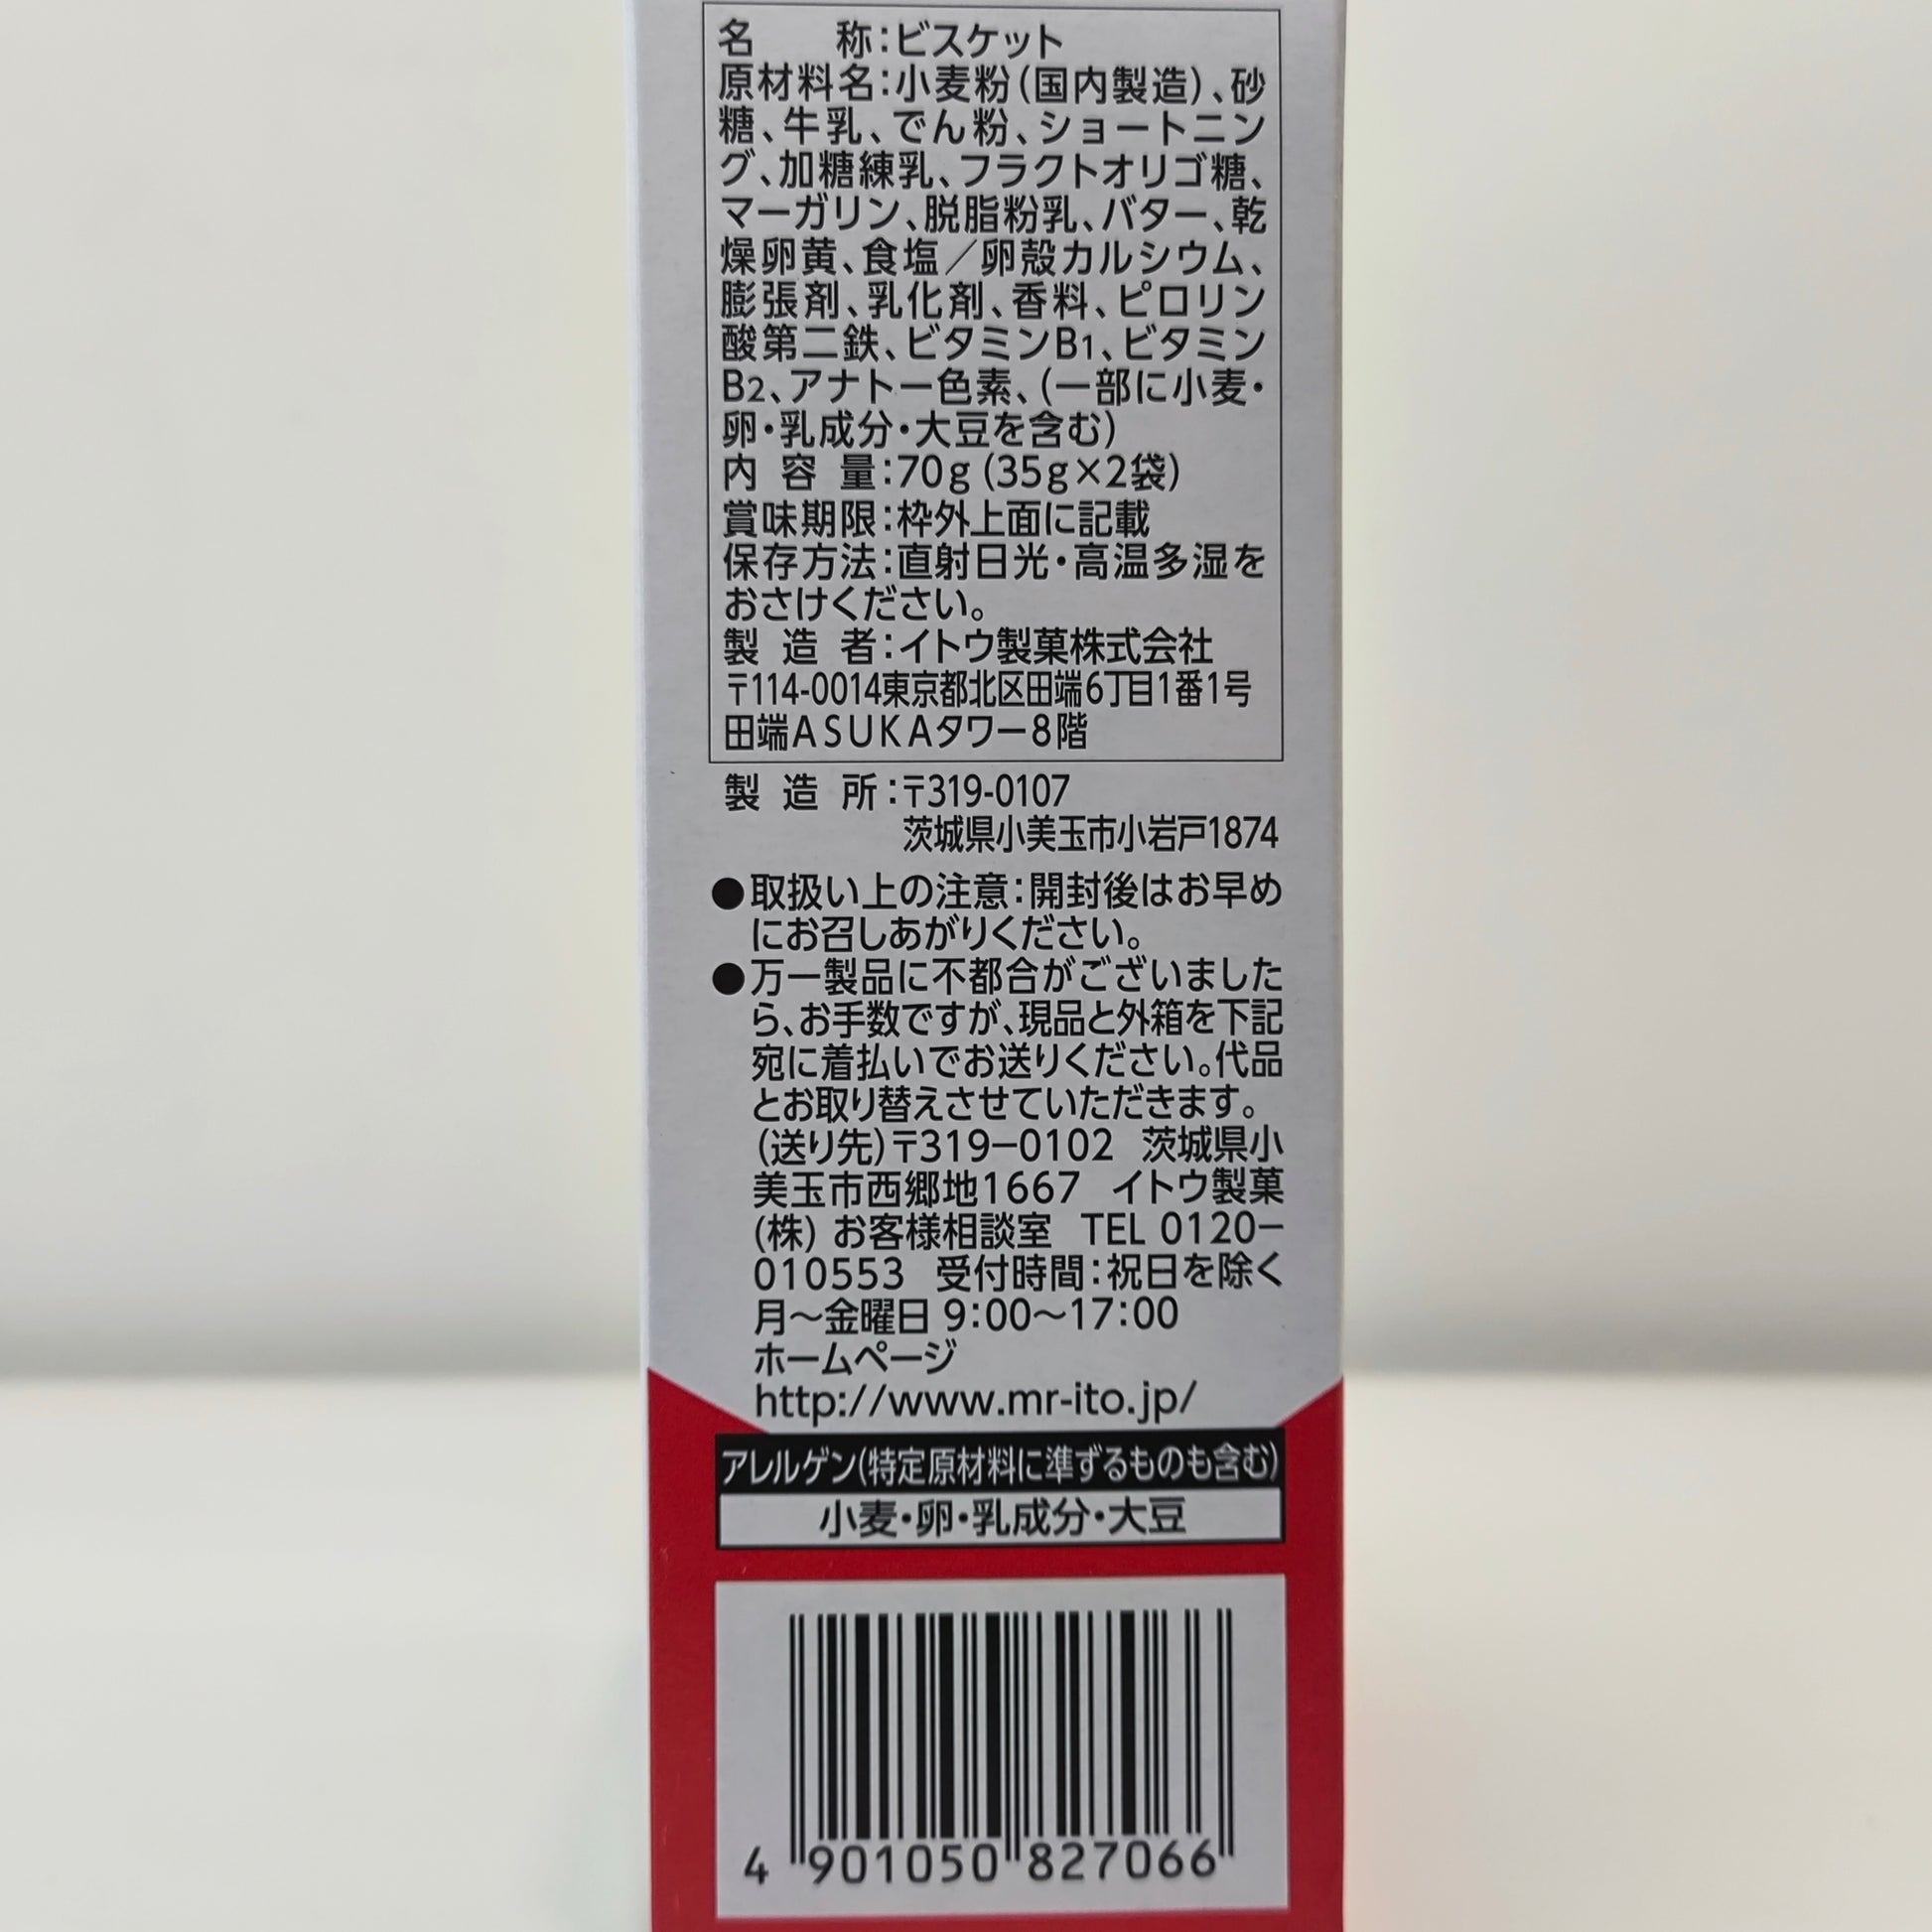 名　　称：ビスケット
原材料名：小麦粉（国内製造）、砂
糖、牛乳、でん粉、ショートニン
グ、加糖練乳、フラクトオリゴ糖、
マーガリン、脱脂粉乳、バター、乾
燥卵黄、食塩／卵殻カルシウム、
膨張剤、乳化剤、香料、ピロリン
酸第二鉄、ビタミンB1、ビタミン
B2、アナトー色素、（一部に小麦・
卵・乳成分・大豆を含む）
内 容 量：70g (35g×2袋)
賞味期限：枠外上面に記載
保存方法：直射日光・高温多湿を
おさけください。
製 造 者：イトウ製菓株式会社
〒114-0014東京都北区田端6丁目1番1号
田端ASUKAタワー8階
製 造 所：〒319-0107
茨城県小美玉市小岩戸1874
●取扱い上の注意：開封後はお早め
にお召しあがりください。
●万一製品に不都合がございました
ら、お手数ですが、現品と外箱を下記
宛に着払いでお送りください。代品
とお取り替えさせていただきます。
（送り先）〒319−0102 茨城県小
美玉市西郷地1667 イトウ製菓
(株) お客様相談室 TEL 0120−
010553 受付時間：祝日を除く
月〜金曜日 9:00〜17:00
ホームページ
http://www.mr-ito.jp/
アレルゲン（特定原材料に準ずるものも含む）
小麦・卵・乳成分・大豆
4 901050 827066